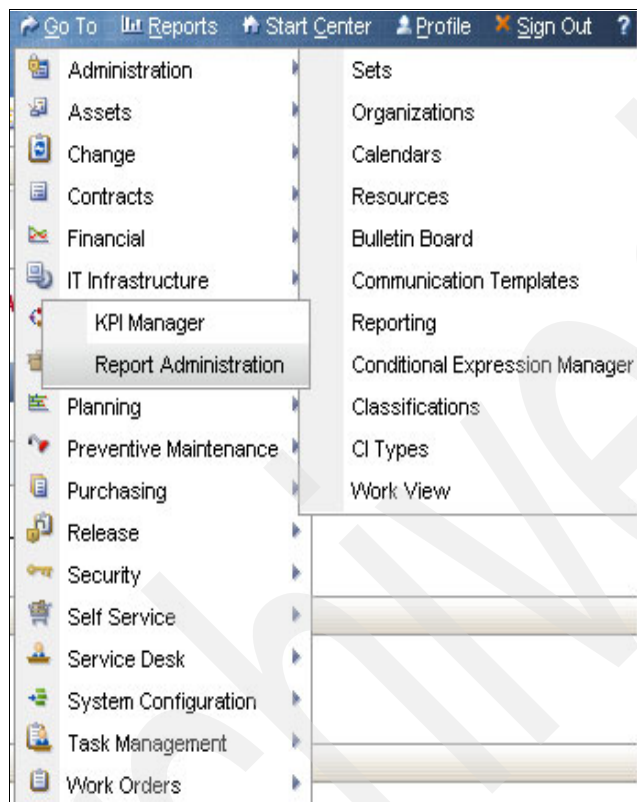 Go To Reports Start Center Profile Sign Out ?
Administration
Assets
Change
Contracts
Financial
IT Infrastructure
KPI Manager
Report Administration
Planning
Preventive Maintenance
Purchasing
Release
Security
Self Service
Service Desk
System Configuration
Task Management
Work Orders
Sets
Organizations
Calendars
Resources
Bulletin Board
Communication Templates
Reporting
Conditional Expression Manager
Classifications
CI Types
Work View